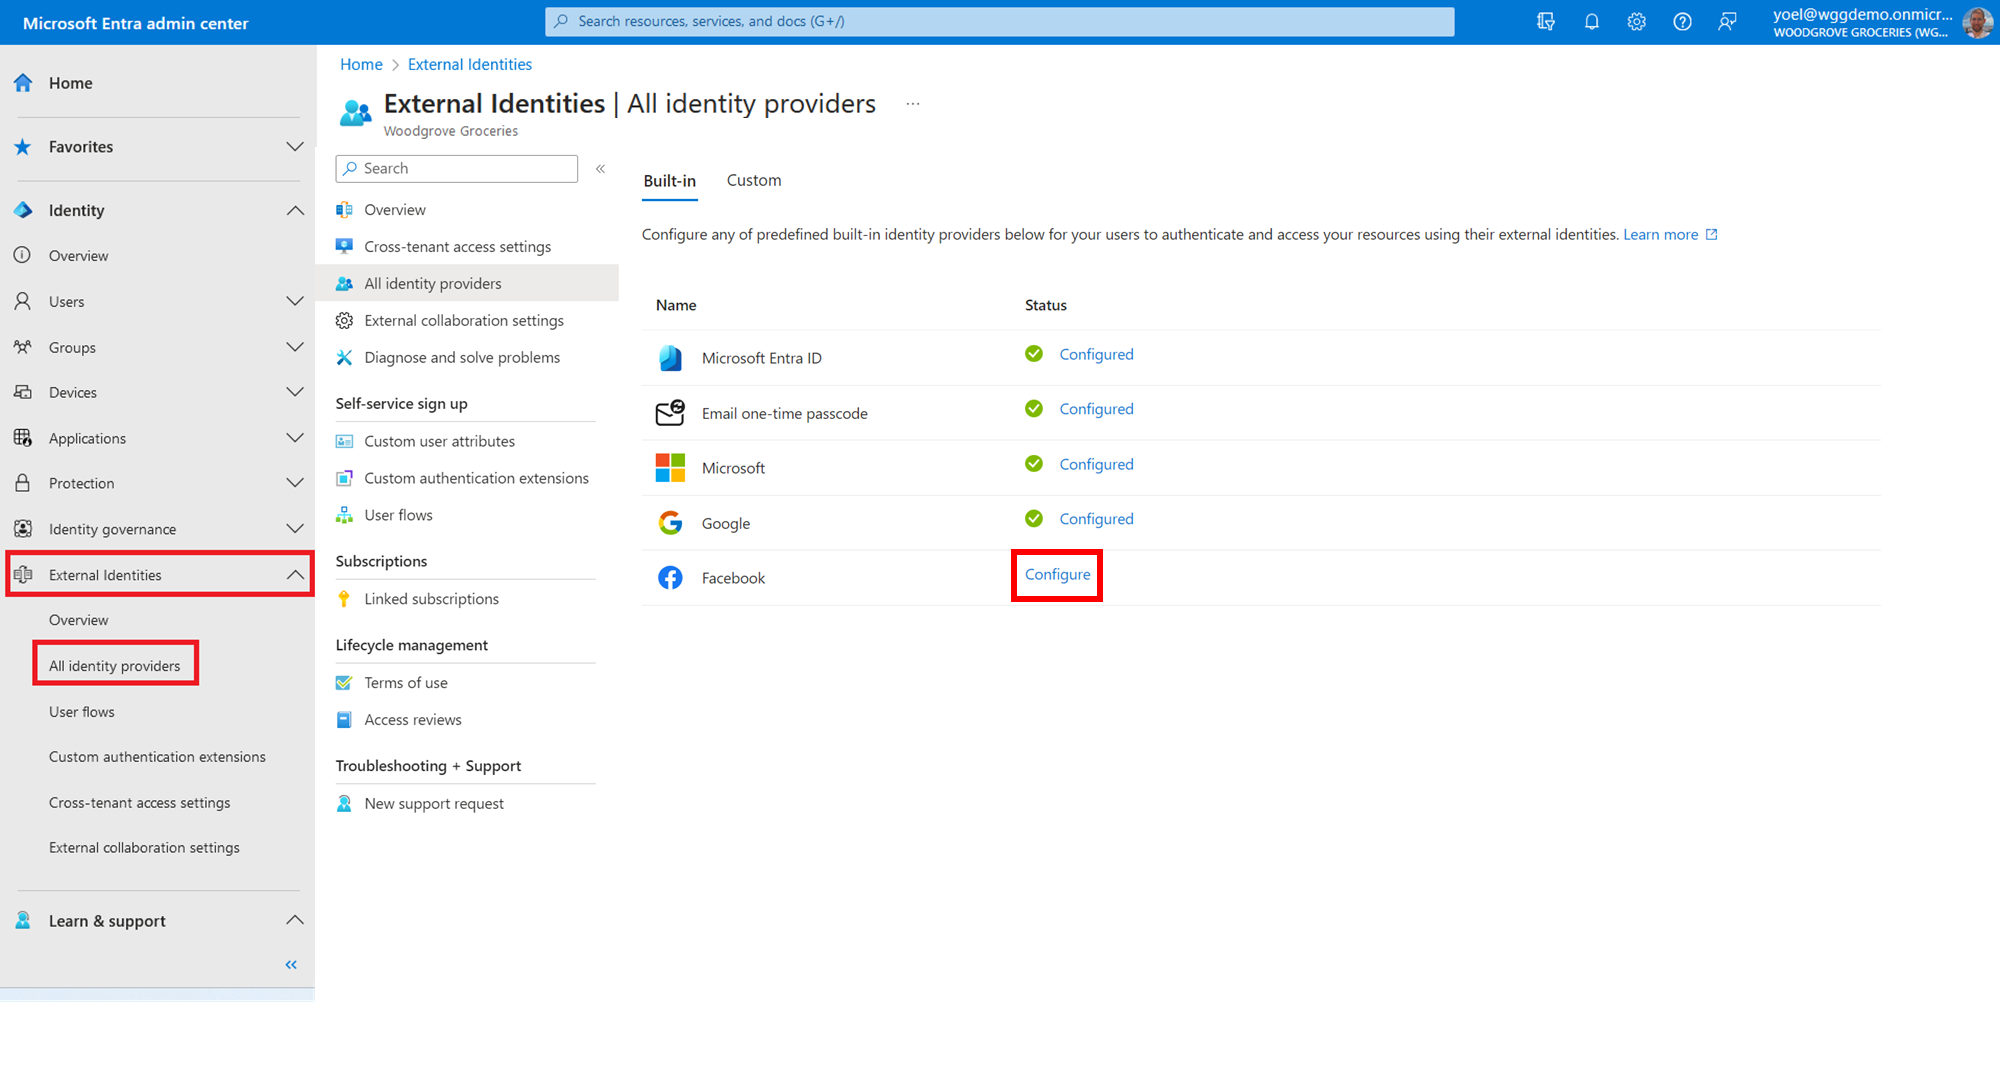 Microsoft Entra admin center
Search resources, services, and docs (G+/)
yoel@wggdemo.onmicr...
WOODGROVE GROCERIES (WG...
Home
Favorites
Identity
Overview
Users
Groups
Devices
Applications
Protection
Identity governance
External Identities
Overview
All identity providers
User flows
Custom authentication extensions
Cross-tenant access settings
External collaboration settings
Learn & support
Home > External Identities
External Identities | All identity providers ...
Woodgrove Groceries
Search
Overview
Cross-tenant access settings
All identity providers
External collaboration settings
Diagnose and solve problems
Self-service sign up
Custom user attributes
Custom authentication extensions
User flows
Subscriptions
Linked subscriptions
Lifecycle management
Terms of use
Access reviews
Troubleshooting + Support
New support request
Built-in Custom
Configure any of predefined built-in identity providers below for your users to authenticate and access your resources using their external identities. Learn more
Name Status
Microsoft Entra ID Configured
Email one-time passcode Configured
Microsoft Configured
Google Configured
Facebook Configure